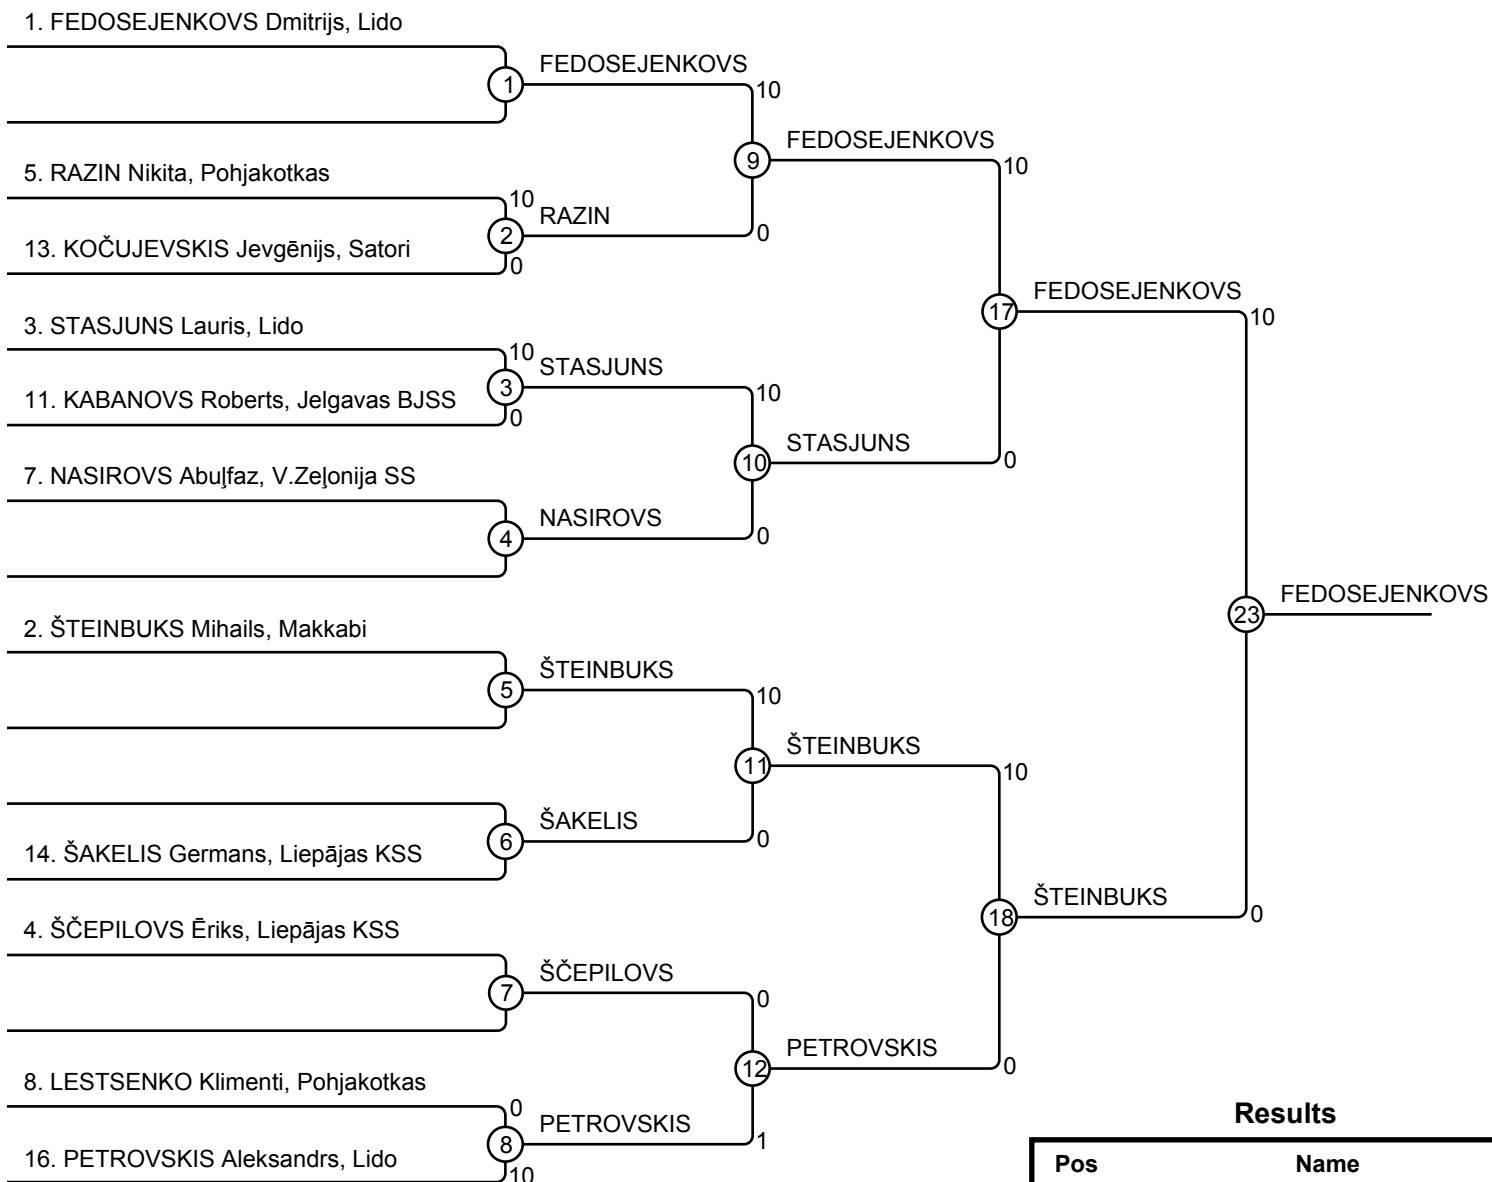 1. FEDOSEJENKOVS Dmitrijs, Lido
1
FEDOSEJENKOVS
10
9
FEDOSEJENKOVS
10
5. RAZIN Nikita, Pohjakotkas
10
2
RAZIN
0
13. KOČUJEVSKIS Jevgēnijs, Satori
0
17
FEDOSEJENKOVS
10
3. STASJUNS Lauris, Lido
10
3
STASJUNS
10
11. KABANOVS Roberts, Jelgavas BJSS
0
10
STASJUNS
0
7. NASIROVS Abuļfaz, V.Zeļonija SS
4
NASIROVS
0
23
FEDOSEJENKOVS
2. ŠTEINBUKS Mihails, Makkabi
5
ŠTEINBUKS
10
11
ŠTEINBUKS
10
6
ŠAKELIS
0
14. ŠAKELIS Germans, Liepājas KSS
18
ŠTEINBUKS
0
4. ŠČEPILOVS Ēriks, Liepājas KSS
7
ŠČEPILOVS
0
12
PETROVSKIS
0
8. LESTSENKO Klimenti, Pohjakotkas
0
8
PETROVSKIS
1
16. PETROVSKIS Aleksandrs, Lido
10
Results
Pos Name